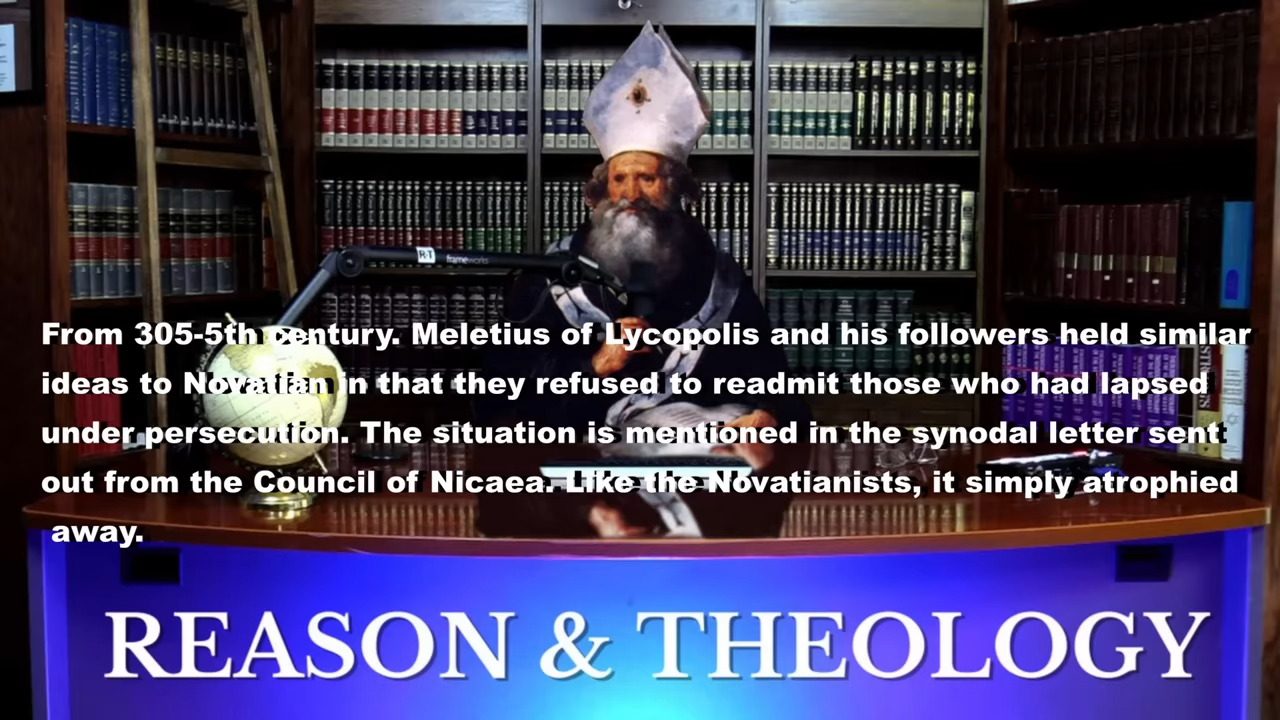 R·T
frameworks
From 305-5th century. Meletius of Lycopolis and his followers held similar
ideas to Novatian in that they refused to readmit those who had lapsed
under persecution. The situation is mentioned in the synodal letter sent
out from the Council of Nicaea. Like the Novatianists, it simply atrophied
away.
REASON & THEOLOGY